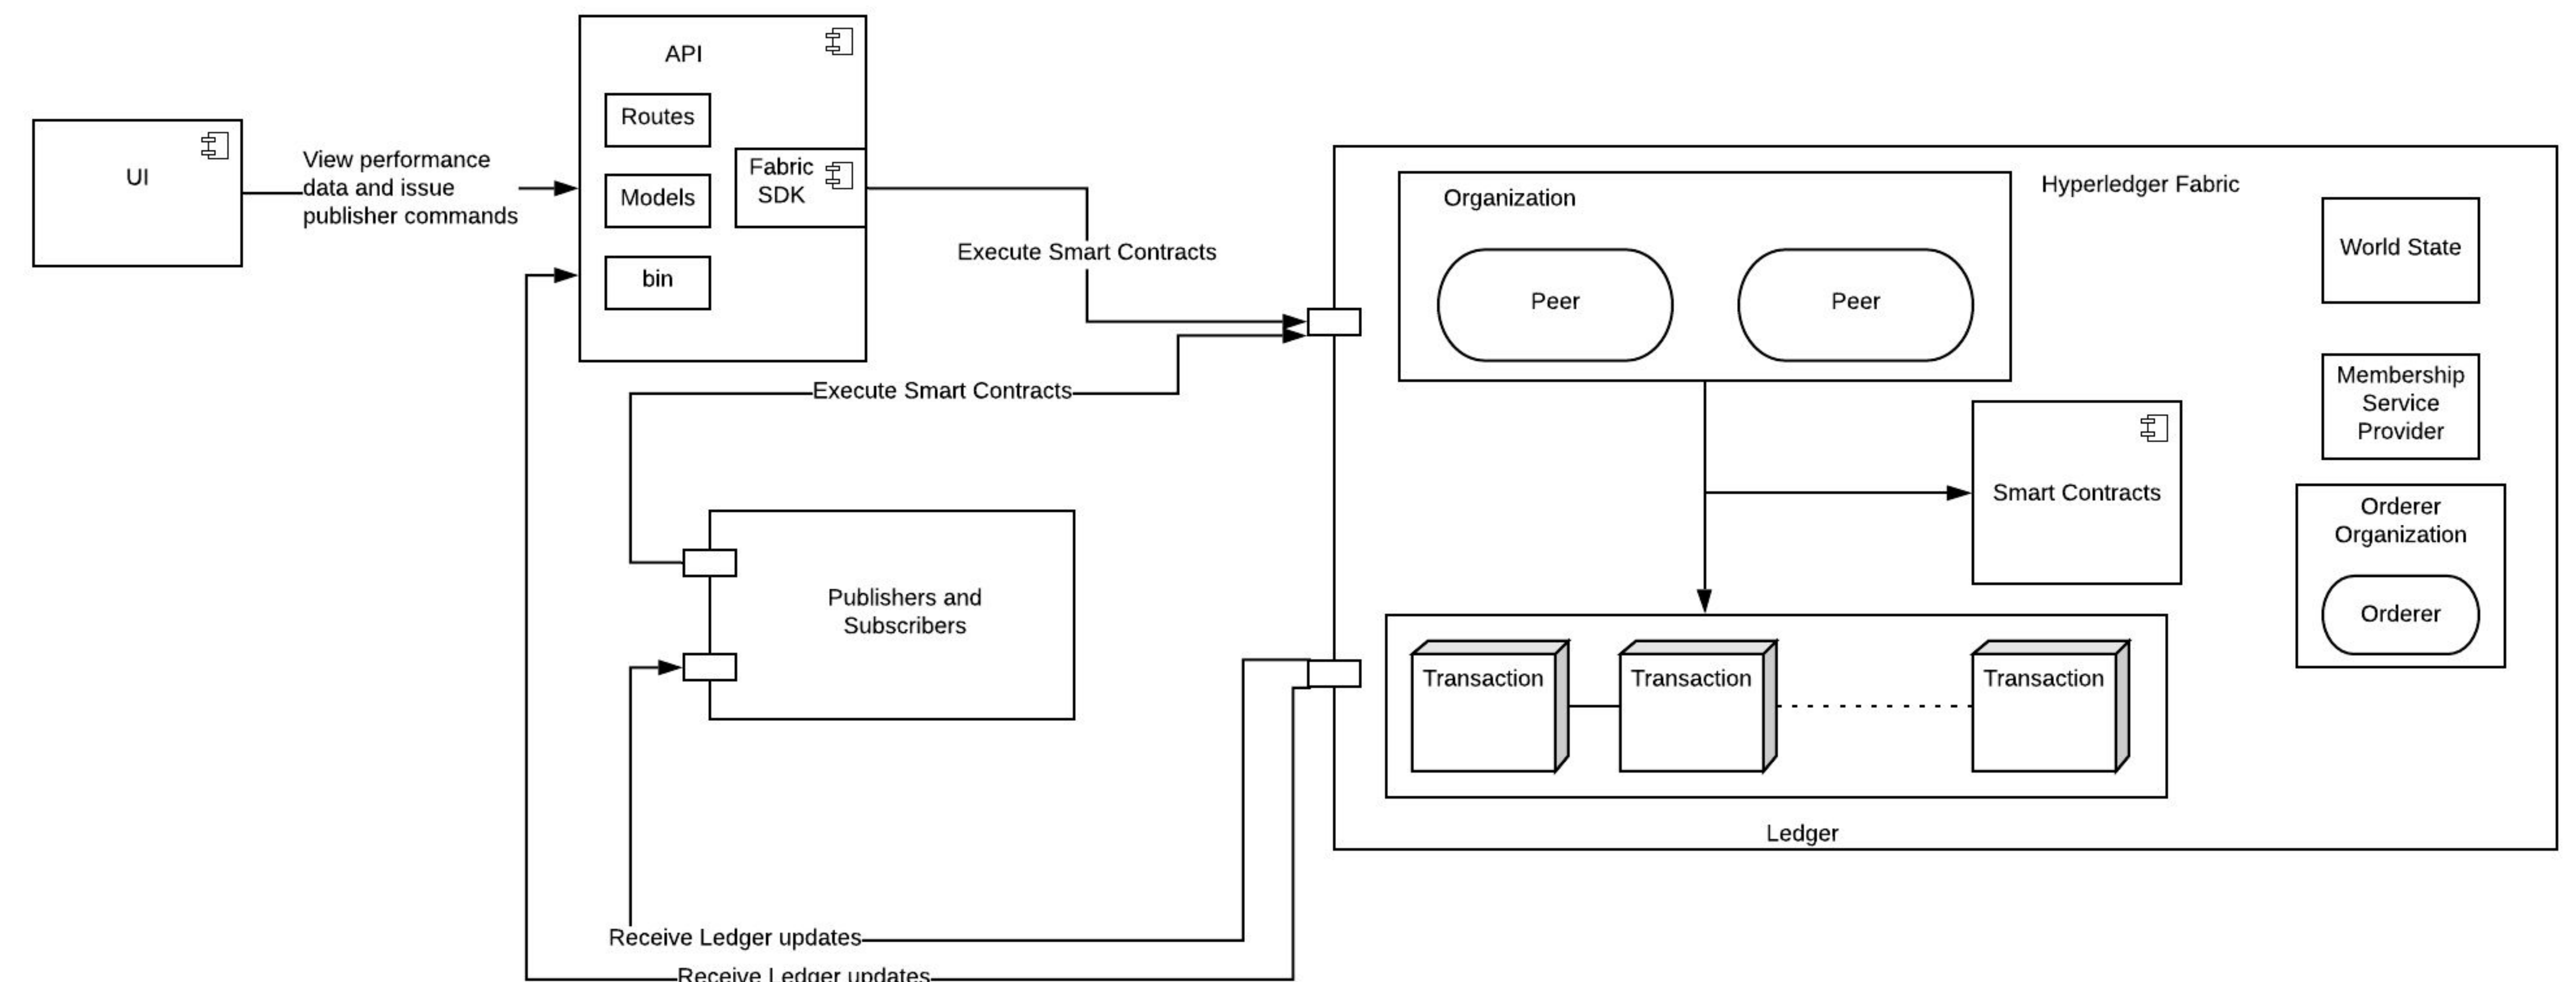 API
Routes
Models
bin
Fabric
SDK
UI
View performance
data and issue
publisher commands
Execute Smart Contracts
Execute Smart Contracts
Publishers and
Subscribers
Receive Ledger updates
Receive Ledger updates
Hyperledger Fabric
Organization
Peer
Peer
World State
Membership
Service
Provider
Smart Contracts
Orderer
Organization
Orderer
Transaction
Transaction
Transaction
Ledger